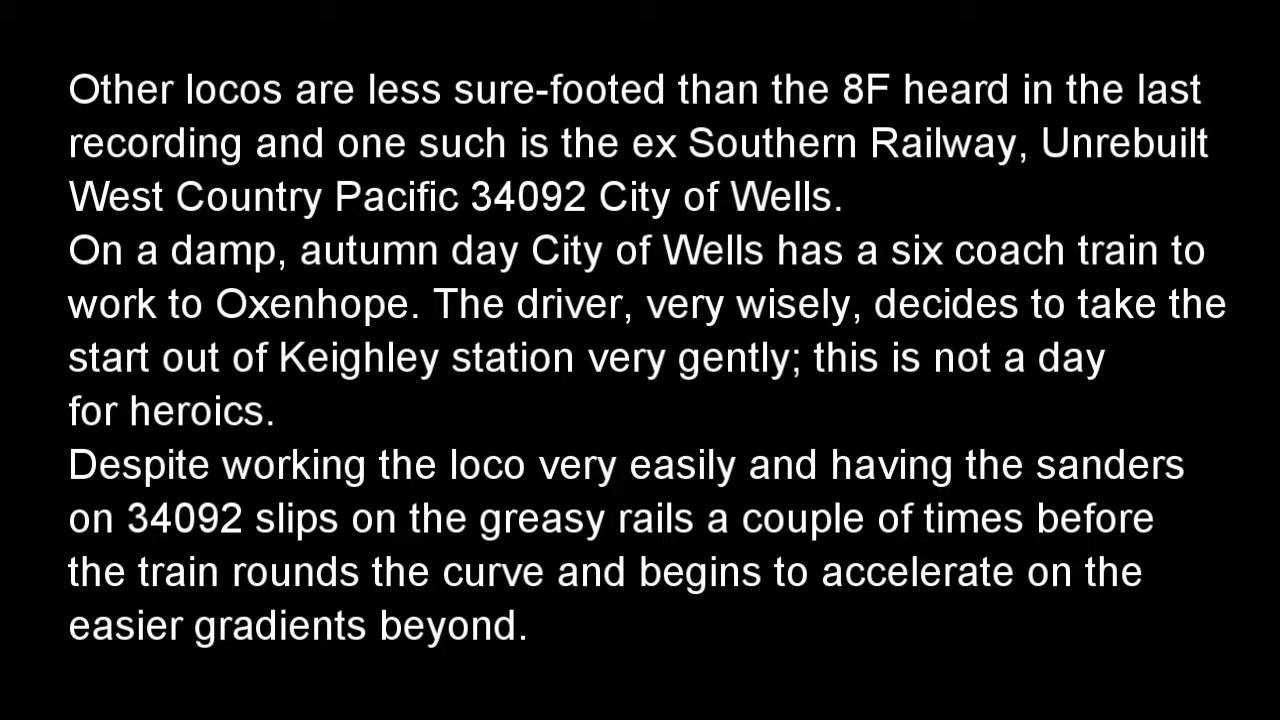 Other locos are less sure-footed than the 8F heard in the last
recording and one such is the ex Southern Railway, Unrebuilt
West Country Pacific 34092 City of Wells.
On a damp, autumn day City of Wells has a six coach train to
work to Oxenhope. The driver, very wisely, decides to take the
start out of Keighley station very gently; this is not a day
for heroics.
Despite working the loco very easily and having the sanders
on 34092 slips on the greasy rails a couple of times before
the train rounds the curve and begins to accelerate on the
easier gradients beyond.